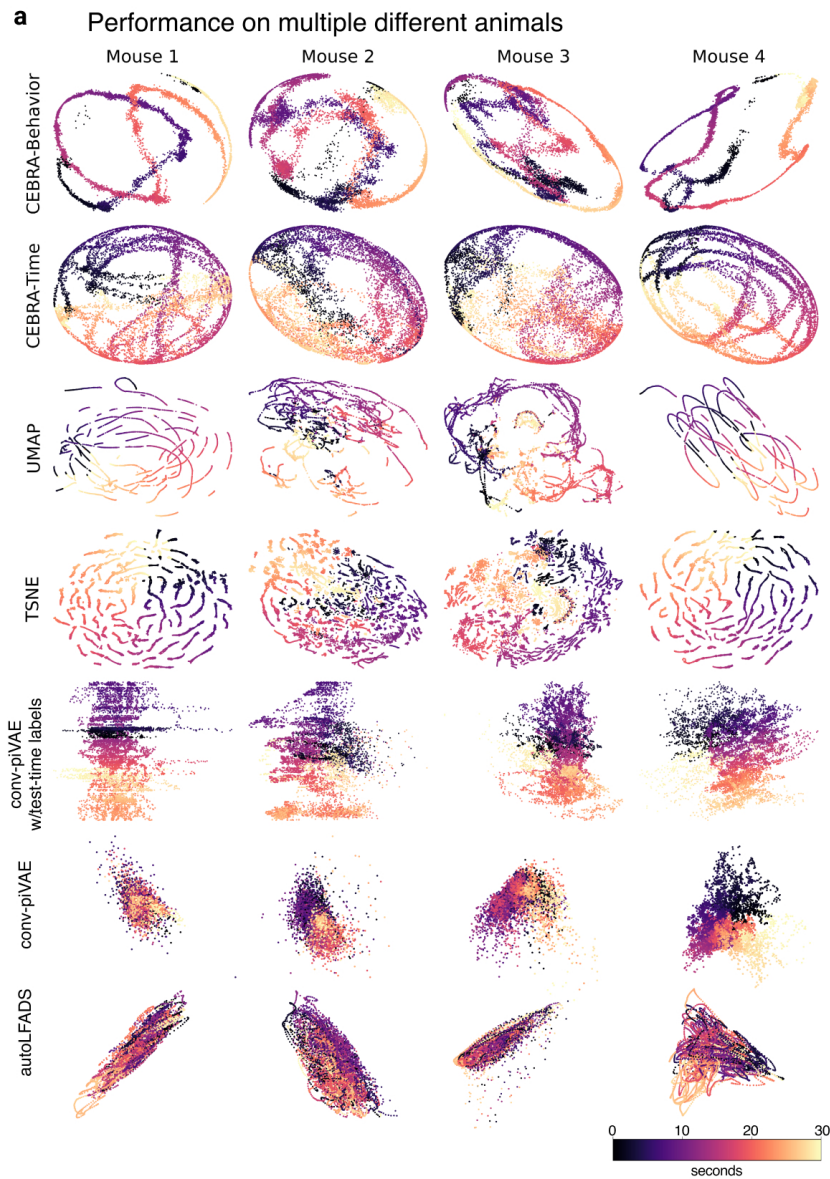 a Performance on multiple different animals
Mouse 1 Mouse 2 Mouse 3 Mouse 4
CEBRA-Behavior
CEBRA-Time
UMAP
TSNE
conv-piVAE
w/test-time labels
conv-piVAE
autoLFADS
0 10 20 30
seconds